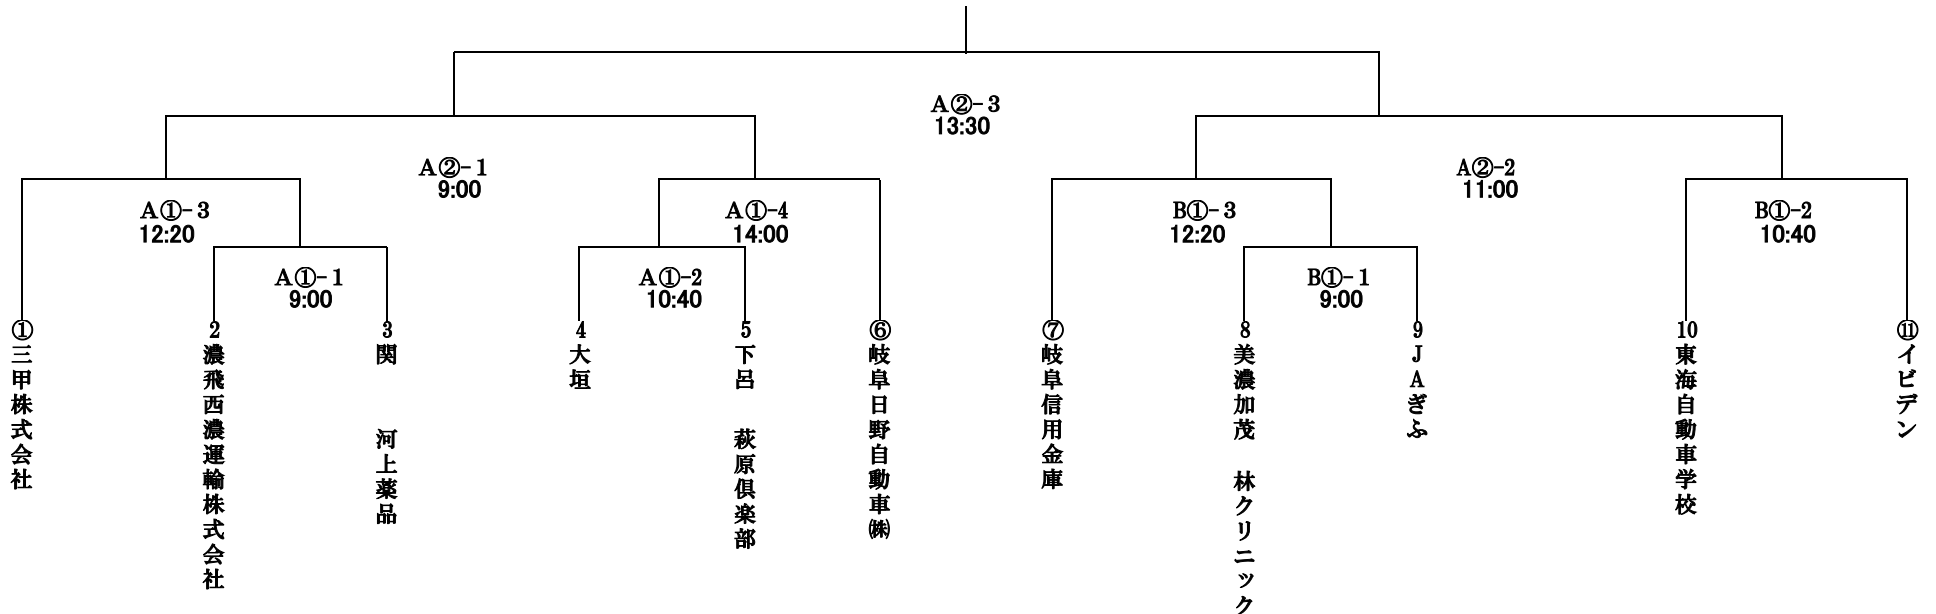 A②-3
13:30
A②-1
9:00
A②-2
11:00
A①-3
12:20
A①-4
14:00
B①-3
12:20
B①-2
10:40
A①-1
9:00
A①-2
10:40
B①-1
9:00
①三甲株式会社
2濃飛西濃運輸株式会社
3関　河上薬品
4大垣
5下呂　萩原倶楽部
⑥岐阜日野自動車㈱
⑦岐阜信用金庫
8美濃加茂　林クリニック
9JAぎふ
10東海自動車学校
⑪イビデン